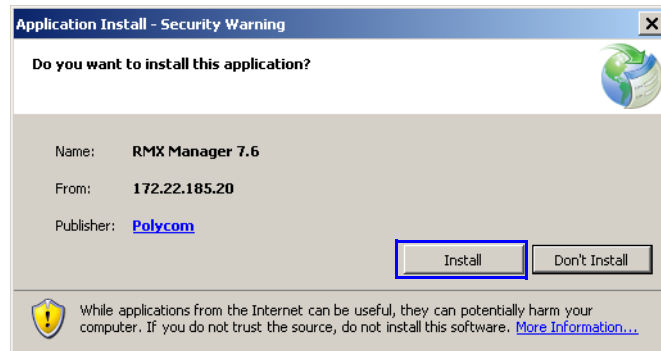 Application Install - Security Warning
Do you want to install this application?
Name: RMX Manager 7.6
From: 172.22.185.20
Publisher: Polycom
Install Don't Install
While applications from the Internet can be useful, they can potentially harm your
computer. If you do not trust the source, do not install this software. More Information...